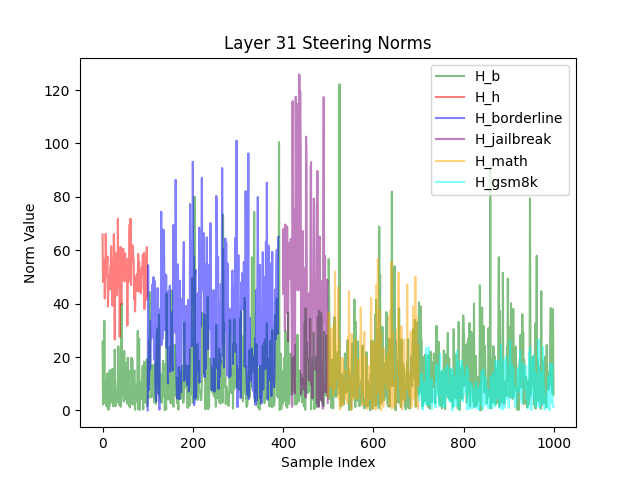 Layer 31 Steering Norms
H_b
H_h
H_borderline
H_jailbreak
H_math
H_gsm8k
Norm Value
120
100
80
60
40
20
0
0 200 400 600 800 1000
Sample Index